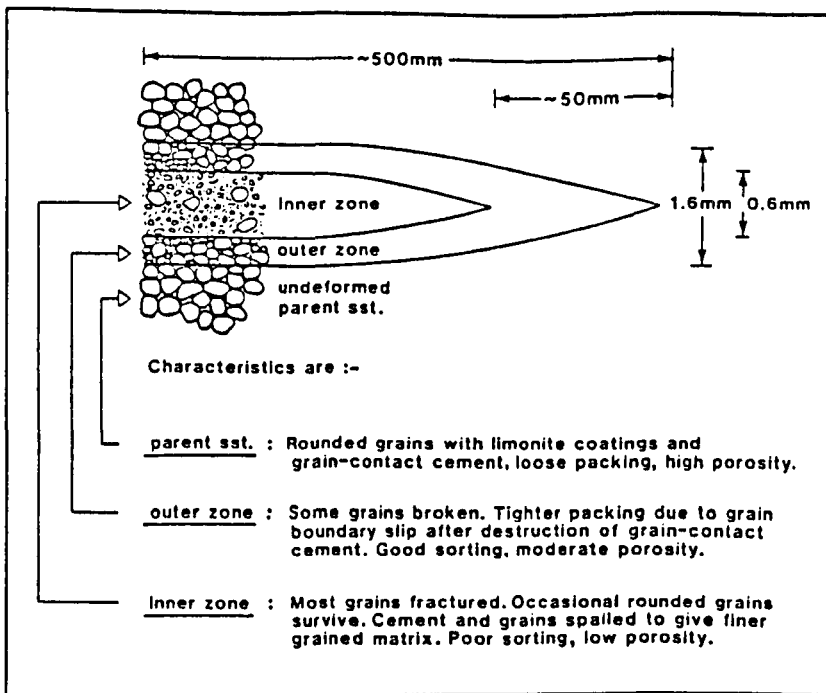 ~500mm
~50mm
Inner zone
1.6mm
0.6mm
outer zone
undeformed
parent sst.
Characteristics are :-
parent sst. : Rounded grains with limonite coatings and
grain-contact cement, loose packing, high porosity.
outer zone : Some grains broken. Tighter packing due to grain
boundary slip after destruction of grain-contact
cement. Good sorting, moderate porosity.
Inner zone : Most grains fractured. Occasional rounded grains
survive. Cement and grains spalled to give finer
grained matrix. Poor sorting, low porosity.